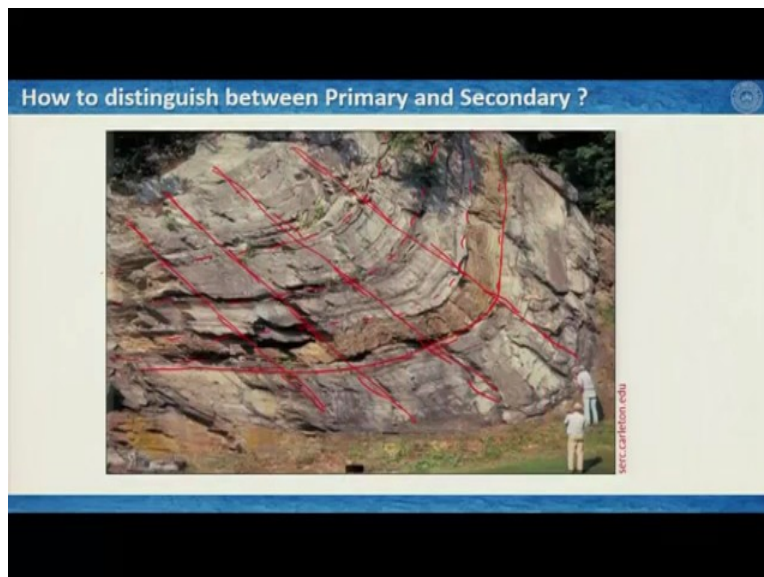 How to distinguish between Primary and Secondary ?
serc.carleton.edu